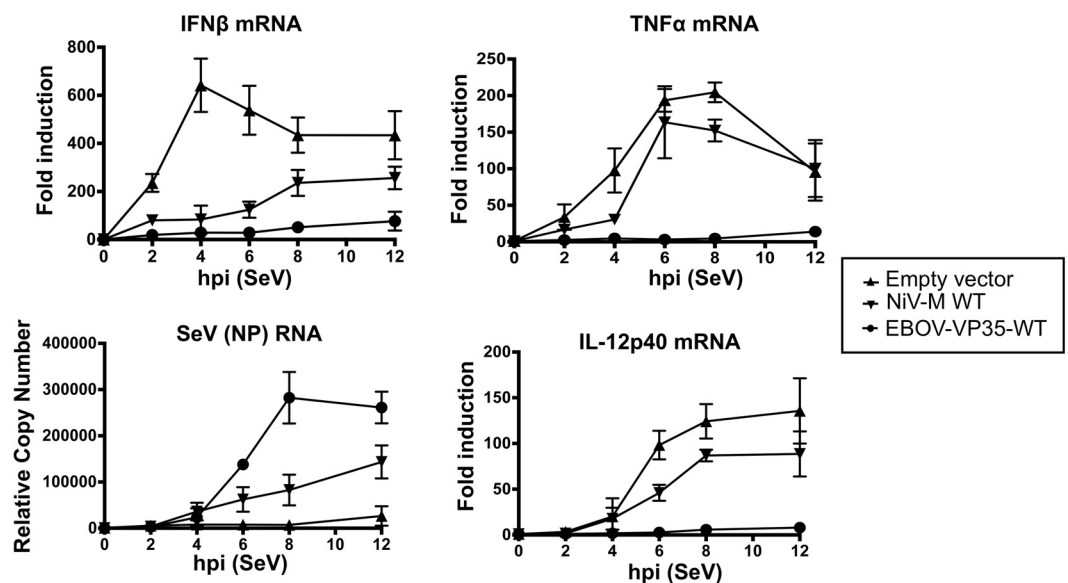 IFNβ mRNA
Fold induction
800
600
400
200
0
0 2 4 6 8 10 12
hpi (SeV)
TNFα mRNA
Fold induction
250
200
150
100
50
0
0 2 4 6 8 10 12
hpi (SeV)
Empty vector
NiV-M WT
EBOV-VP35-WT
SeV (NP) RNA
Relative Copy Number
400000
300000
200000
100000
0
0 2 4 6 8 10 12
hpi (SeV)
IL-12p40 mRNA
Fold induction
200
150
100
50
0
0 2 4 6 8 10 12
hpi (SeV)